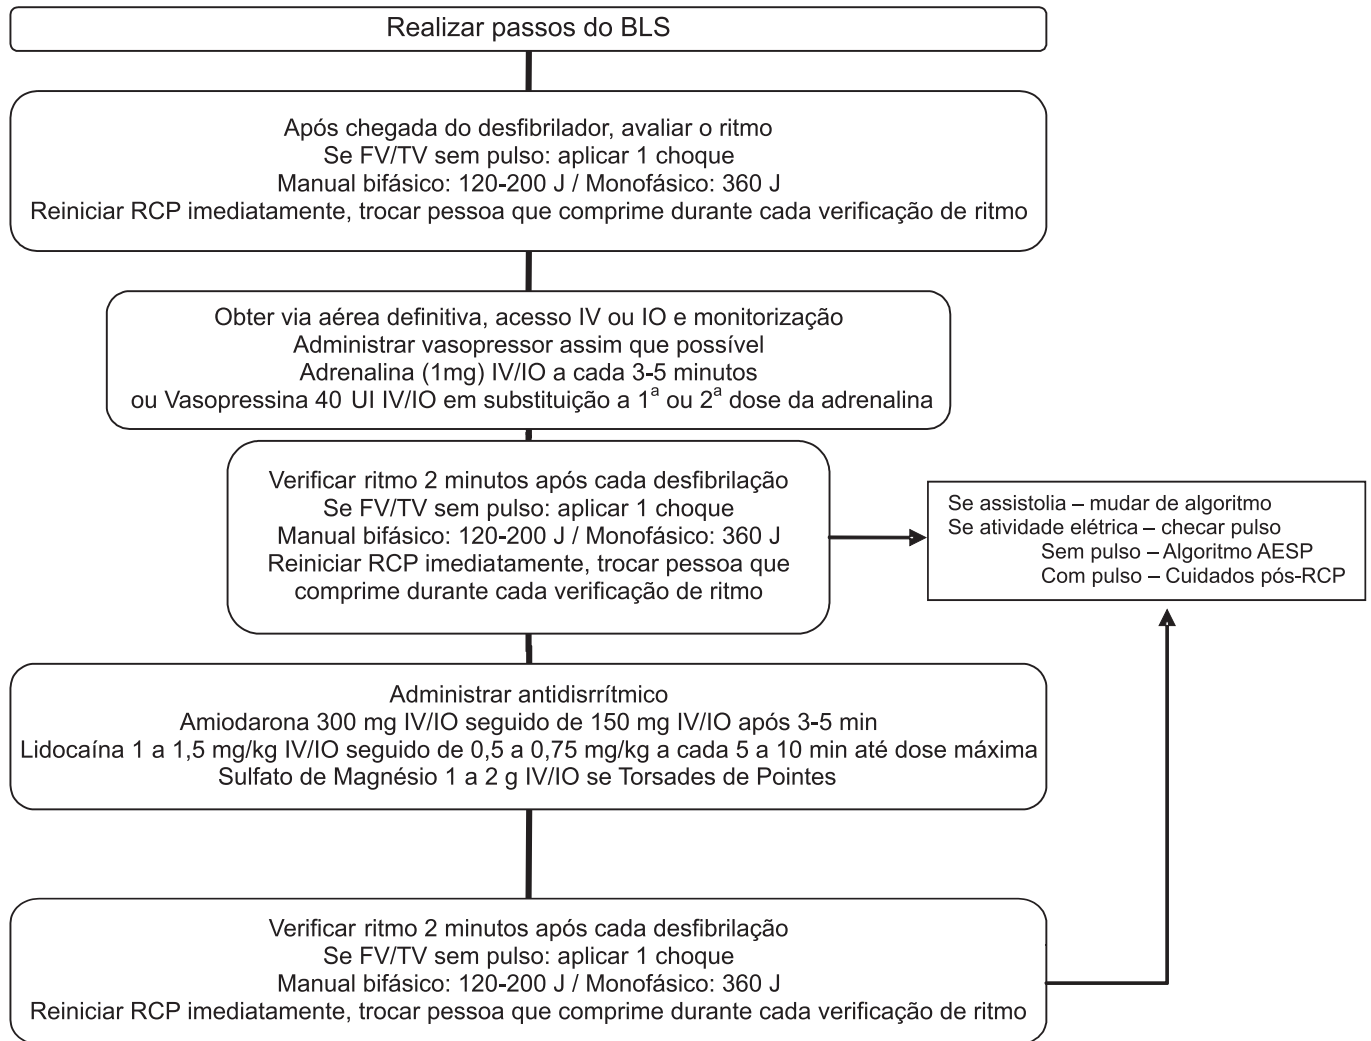 Realizar passos do BLS
Após chegada do desfibrilador, avaliar o ritmo
Se FV/TV sem pulso: aplicar 1 choque
Manual bifásico: 120-200 J / Monofásico: 360 J
Reiniciar RCP imediatamente, trocar pessoa que comprime durante cada verificação de ritmo
Obter via aérea definitiva, acesso IV ou IO e monitorização
Administrar vasopressor assim que possível
Adrenalina (1mg) IV/IO a cada 3-5 minutos
ou Vasopressina 40 UI IV/IO em substituição a 1ª ou 2ª dose da adrenalina
Verificar ritmo 2 minutos após cada desfibrilação
Se FV/TV sem pulso: aplicar 1 choque
Manual bifásico: 120-200 J / Monofásico: 360 J
Reiniciar RCP imediatamente, trocar pessoa que
comprime durante cada verificação de ritmo
Se assistolia – mudar de algoritmo
Se atividade elétrica – checar pulso
Sem pulso – Algoritmo AESP
Com pulso – Cuidados pós-RCP
Administrar antidisrrítmico
Amiodarona 300 mg IV/IO seguido de 150 mg IV/IO após 3-5 min
Lidocaína 1 a 1,5 mg/kg IV/IO seguido de 0,5 a 0,75 mg/kg a cada 5 a 10 min até dose máxima
Sulfato de Magnésio 1 a 2 g IV/IO se Torsades de Pointes
Verificar ritmo 2 minutos após cada desfibrilação
Se FV/TV sem pulso: aplicar 1 choque
Manual bifásico: 120-200 J / Monofásico: 360 J
Reiniciar RCP imediatamente, trocar pessoa que comprime durante cada verificação de ritmo